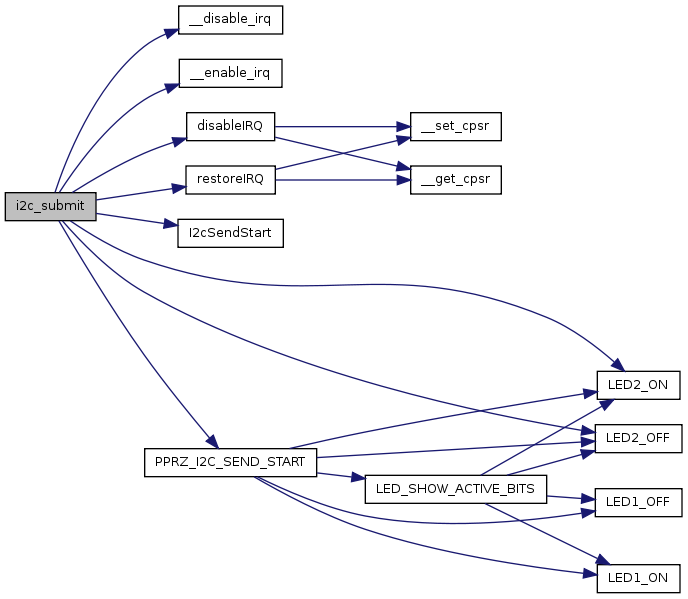 __disable_irq
__enable_irq
disableIRQ
__set_cpsr
restoreIRQ
__get_cpsr
i2c_submit
I2cSendStart
LED2_ON
LED2_OFF
PPRZ_I2C_SEND_START
LED_SHOW_ACTIVE_BITS
LED1_OFF
LED1_ON